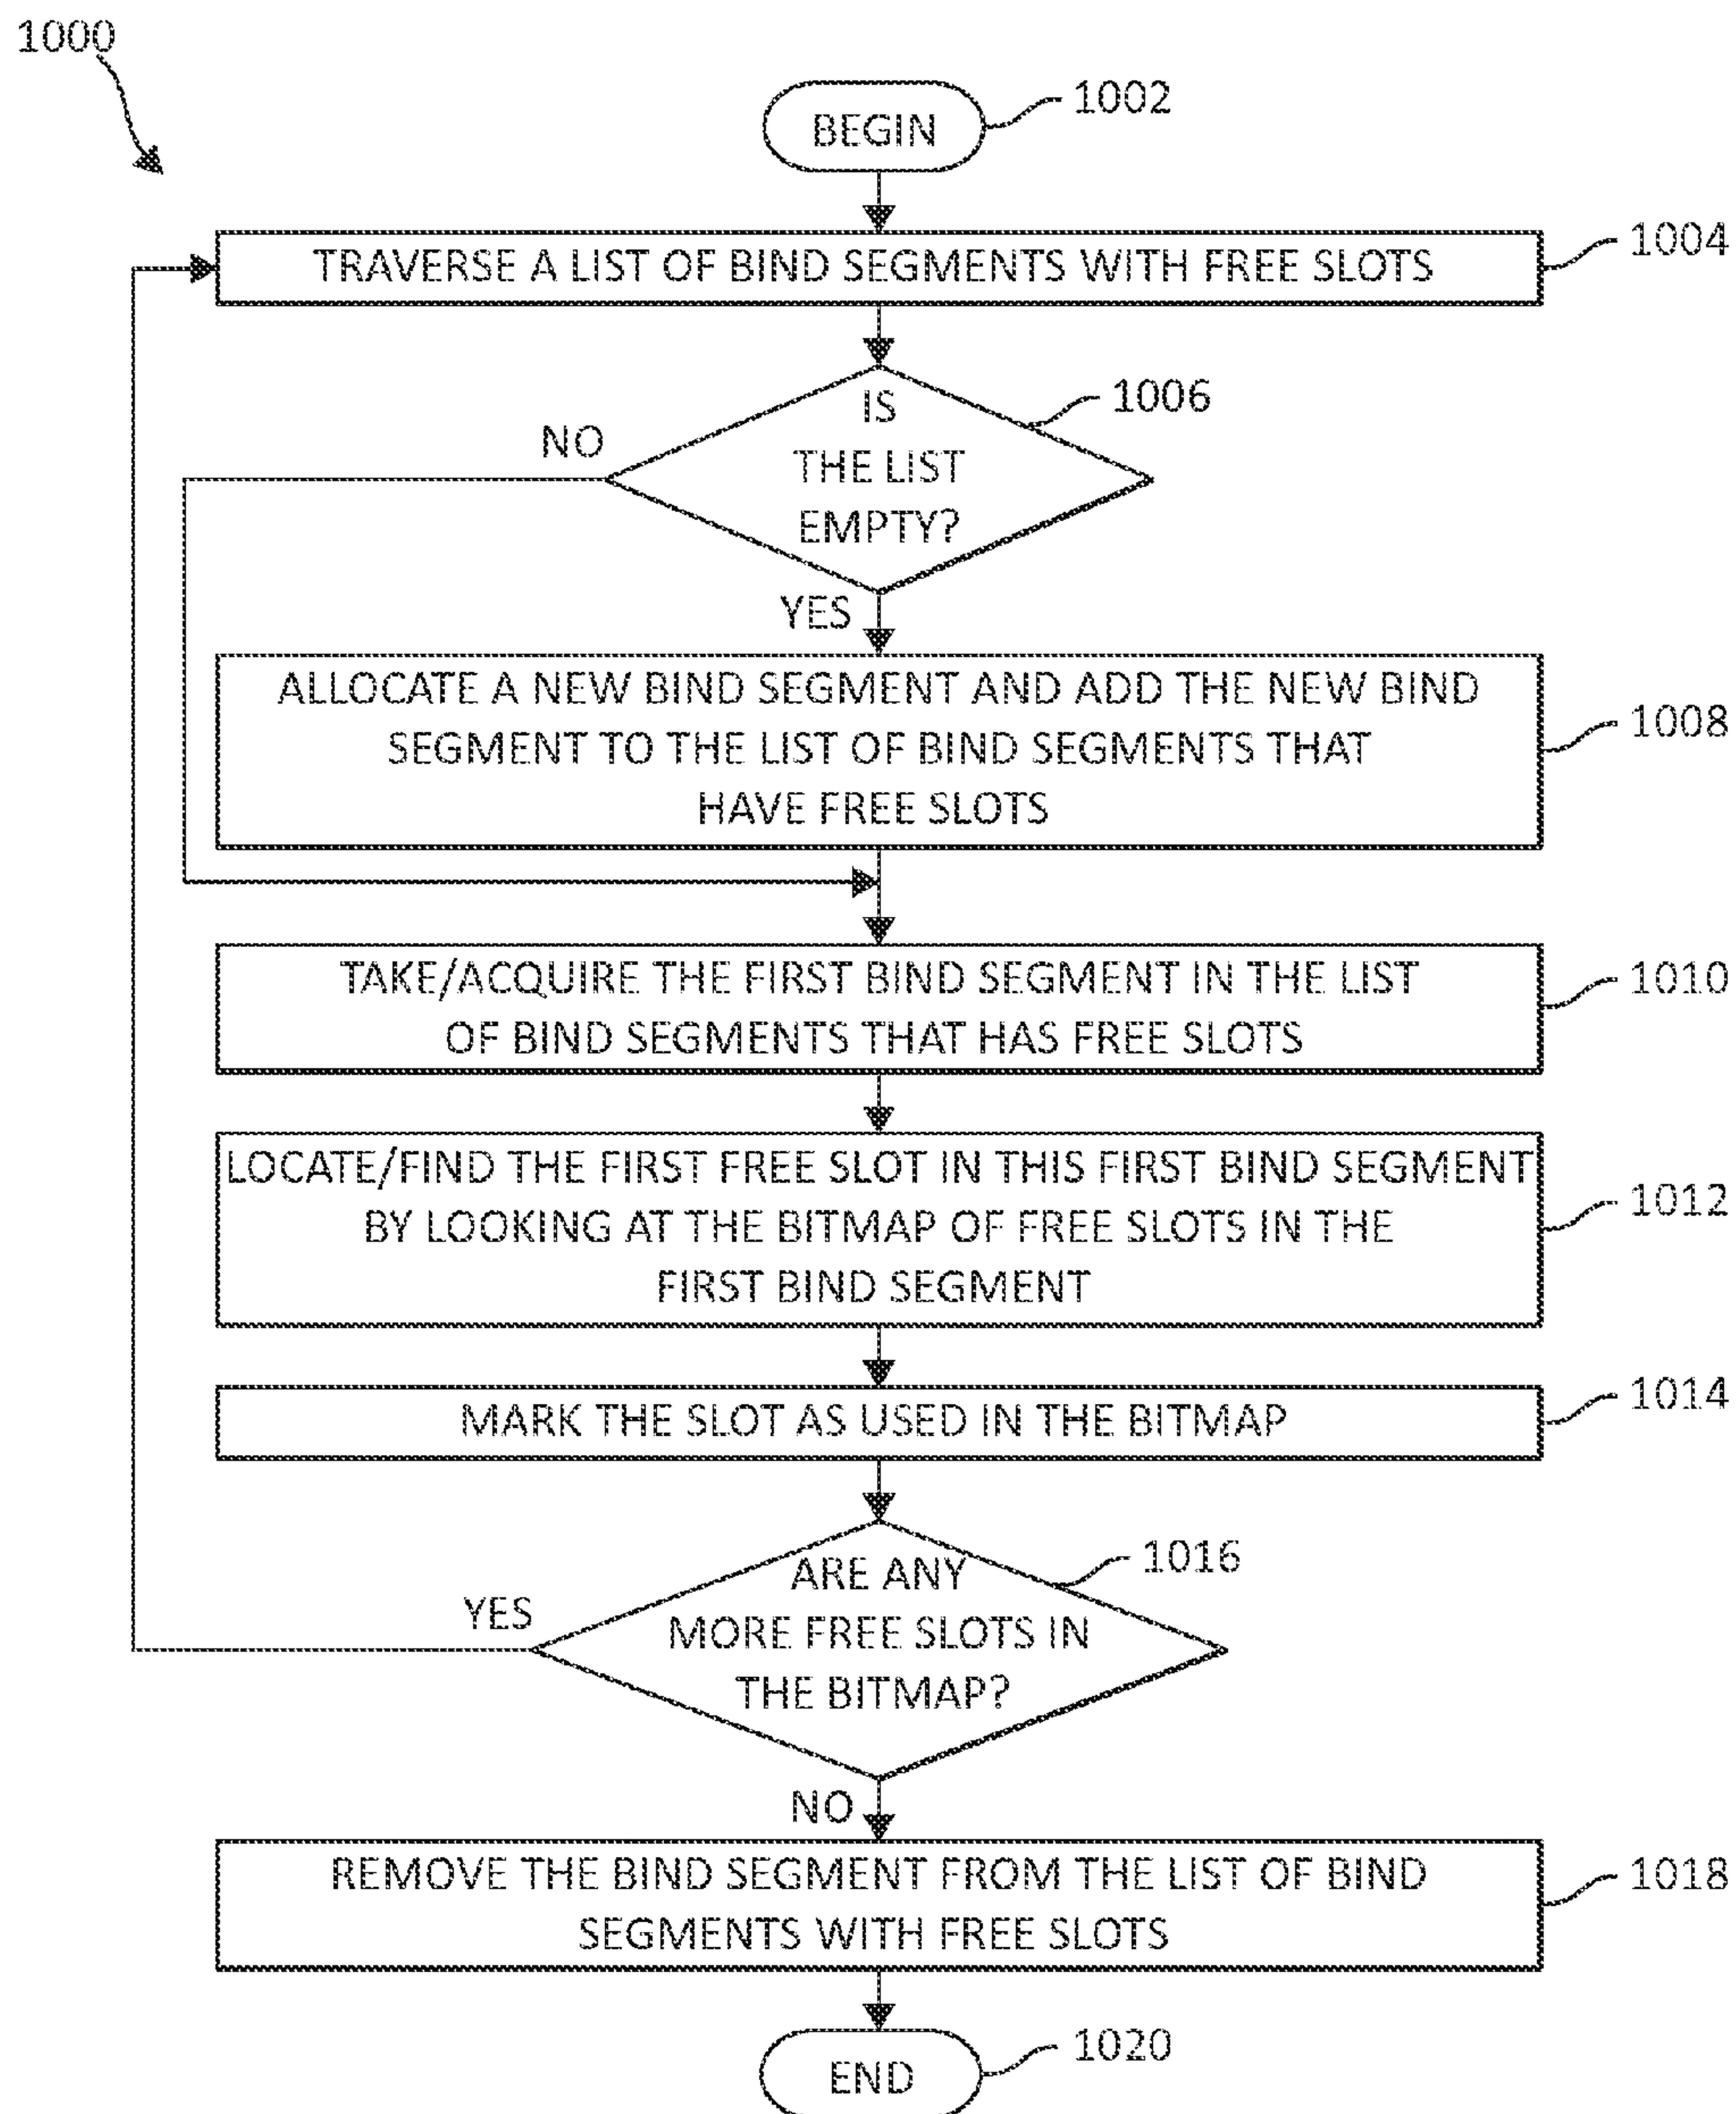 1000
BEGIN
1002
TRAVERSE A LIST OF BIND SEGMENTS WITH FREE SLOTS
1004
IS
THE LIST
EMPTY?
1006
NO
YES
ALLOCATE A NEW BIND SEGMENT AND ADD THE NEW BIND
SEGMENT TO THE LIST OF BIND SEGMENTS THAT
HAVE FREE SLOTS
1008
TAKE/ACQUIRE THE FIRST BIND SEGMENT IN THE LIST
OF BIND SEGMENTS THAT HAS FREE SLOTS
1010
LOCATE/FIND THE FIRST FREE SLOT IN THIS FIRST BIND SEGMENT
BY LOOKING AT THE BITMAP OF FREE SLOTS IN THE
FIRST BIND SEGMENT
1012
MARK THE SLOT AS USED IN THE BITMAP
1014
ARE ANY
MORE FREE SLOTS IN
THE BITMAP?
1016
YES
NO
REMOVE THE BIND SEGMENT FROM THE LIST OF BIND
SEGMENTS WITH FREE SLOTS
1018
END
1020